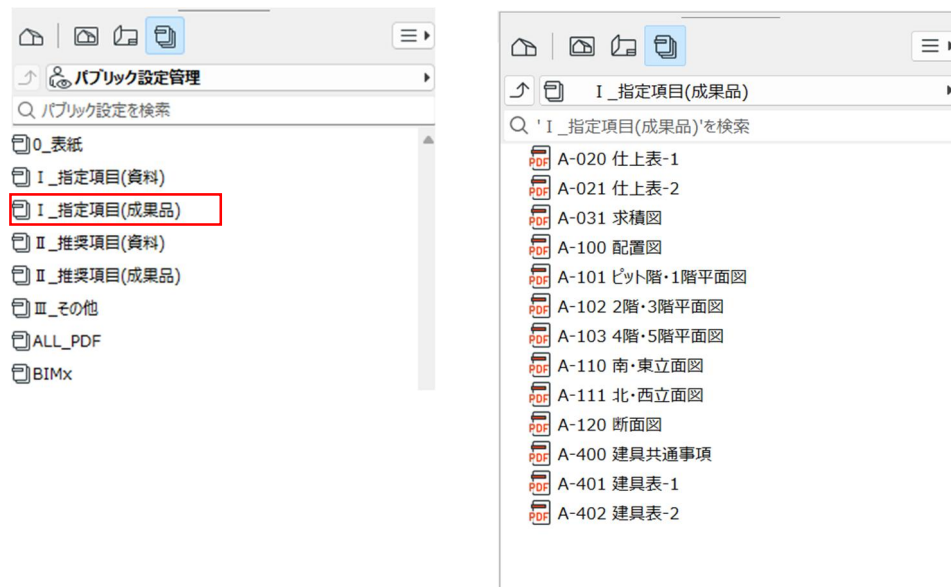 パブリック設定管理
パブリック設定を検索
0_表紙
Ⅰ_指定項目(資料)
Ⅰ_指定項目(成果品)
Ⅱ_推奨項目(資料)
Ⅱ_推奨項目(成果品)
Ⅲ_その他
ALL_PDF
BIMx
Ⅰ_指定項目(成果品)
'Ⅰ_指定項目(成果品)'を検索
PDF A-020 仕上表-1
PDF A-021 仕上表-2
PDF A-031 求積図
PDF A-100 配置図
PDF A-101 ピット階・1階平面図
PDF A-102 2階・3階平面図
PDF A-103 4階・5階平面図
PDF A-110 南・東立面図
PDF A-111 北・西立面図
PDF A-120 断面図
PDF A-400 建具共通事項
PDF A-401 建具表-1
PDF A-402 建具表-2